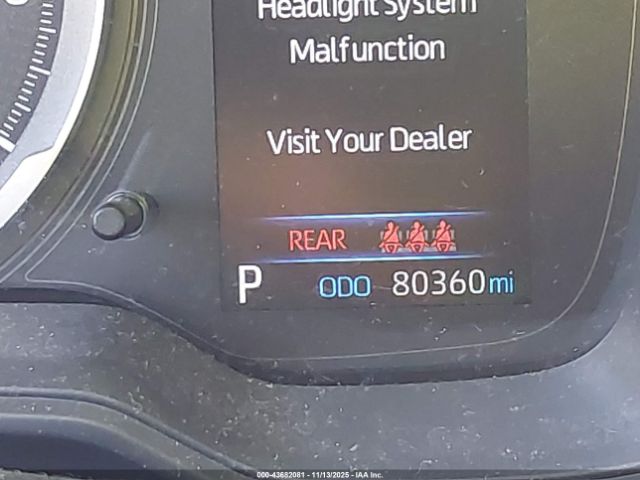 Headlight System
Malfunction
Visit Your Dealer
REAR
P ODO 80360 mi
000-43682081 - 11/13/2025 - IAA Inc.